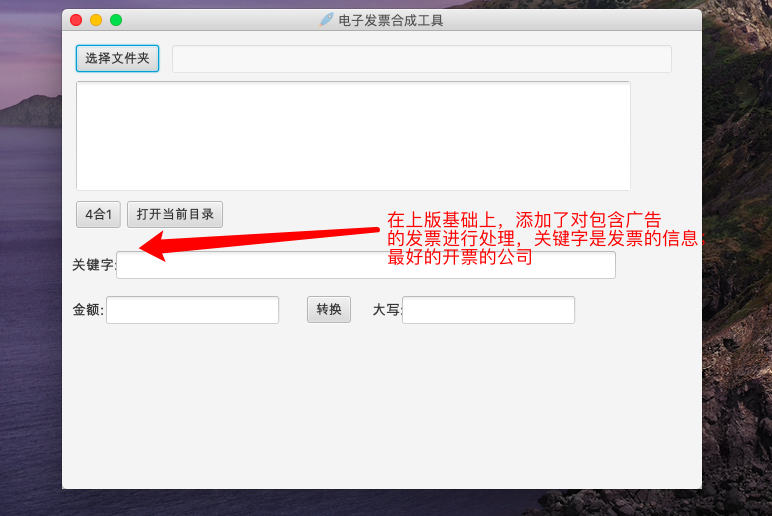 电子发票合成工具
选择文件夹
4合1 打开当前目录
在上版基础上，添加了对包含广告
的发票进行处理，关键字是发票的信息，
最好的开票的公司
关键字:
金额: 转换 大写: